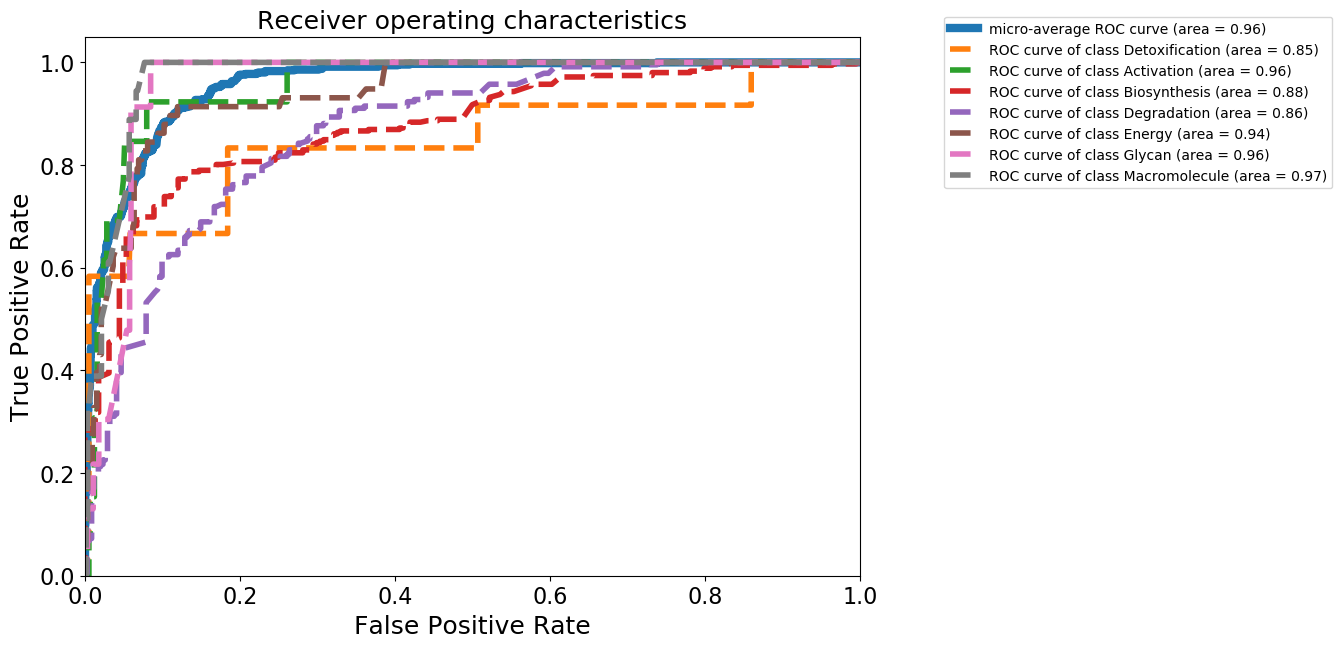 Receiver operating characteristics
micro-average ROC curve (area = 0.96)
ROC curve of class Detoxification (area = 0.85)
ROC curve of class Activation (area = 0.96)
ROC curve of class Biosynthesis (area = 0.88)
ROC curve of class Degradation (area = 0.86)
ROC curve of class Energy (area = 0.94)
ROC curve of class Glycan (area = 0.96)
ROC curve of class Macromolecule (area = 0.97)
True Positive Rate
1.0
0.8
0.6
0.4
0.2
0.0
0.0 0.2 0.4 0.6 0.8 1.0
False Positive Rate